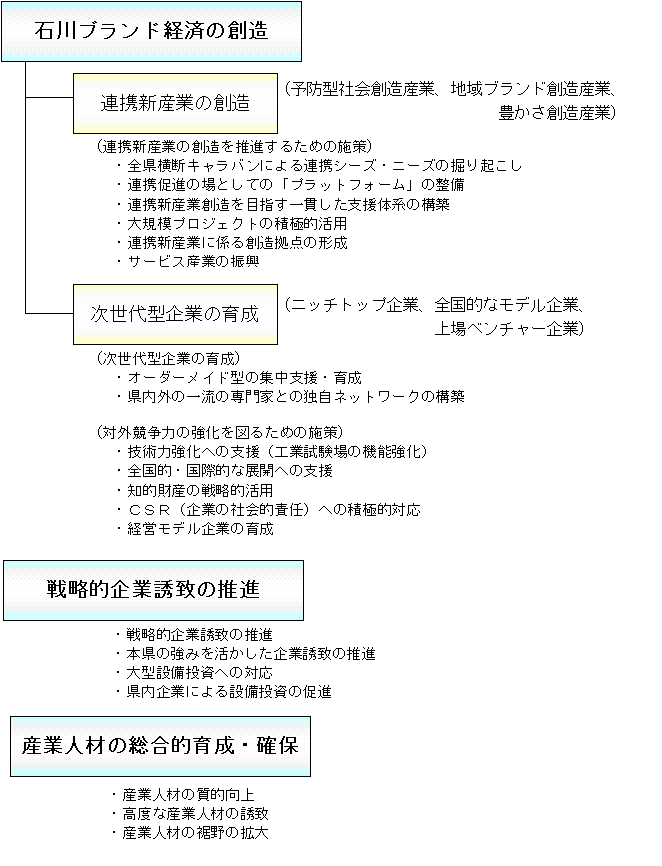 石川ブランド経済の創造
連携新産業の創造
(予防型社会創造産業、地域ブランド創造産業、
豊かさ創造産業)
(連携新産業の創造を推進するための施策)
・全県横断キャラバンによる連携シーズ・ニーズの掘り起こし
・連携促進の場としての「プラットフォーム」の整備
・連携新産業創造を目指す一貫した支援体系の構築
・大規模プロジェクトの積極的活用
・連携新産業に係る創造拠点の形成
・サービス産業の振興
次世代型企業の育成
(ニッチトップ企業、全国的なモデル企業、
上場ベンチャー企業)
(次世代型企業の育成)
・オーダーメイド型の集中支援・育成
・県内外の一流の専門家との独自ネットワークの構築
(対外競争力の強化を図るための施策)
・技術力強化への支援（工業試験場の機能強化）
・全国的・国際的な展開への支援
・知的財産の戦略的活用
・ＣＳＲ（企業の社会的責任）への積極的対応
・経営モデル企業の育成
戦略的企業誘致の推進
・戦略的企業誘致の推進
・本県の強みを活かした企業誘致の推進
・大型設備投資への対応
・県内企業による設備投資の促進
産業人材の総合的育成・確保
・産業人材の質的向上
・高度な産業人材の誘致
・産業人材の裾野の拡大